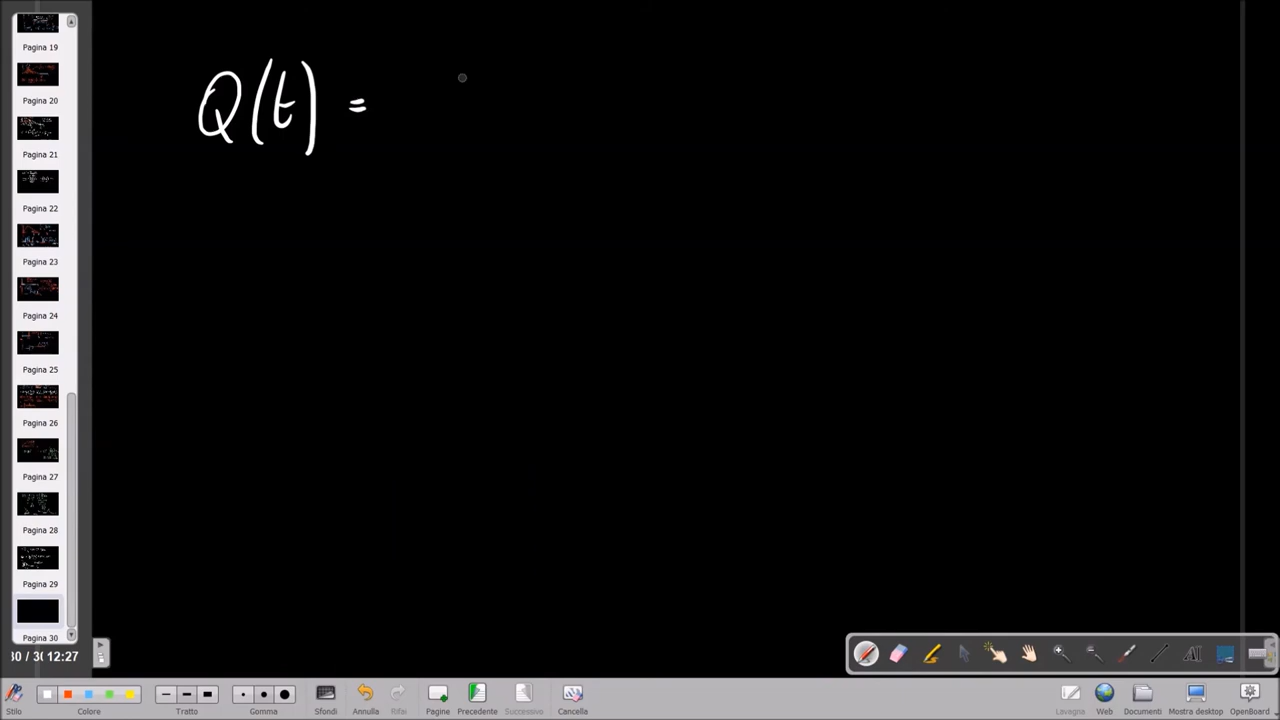 Q(t) =
Pagina 19
Pagina 20
Pagina 21
Pagina 22
Pagina 23
Pagina 24
Pagina 25
Pagina 26
Pagina 27
Pagina 28
Pagina 29
Pagina 30
12:27
Stilo
Colore
Tratto
Gomma
Sfondi
Annulla
Rifai
Pagine
Precedente
Successivo
Cancella
Lavagna
Web
Documenti
Mostra desktop
OpenBoard